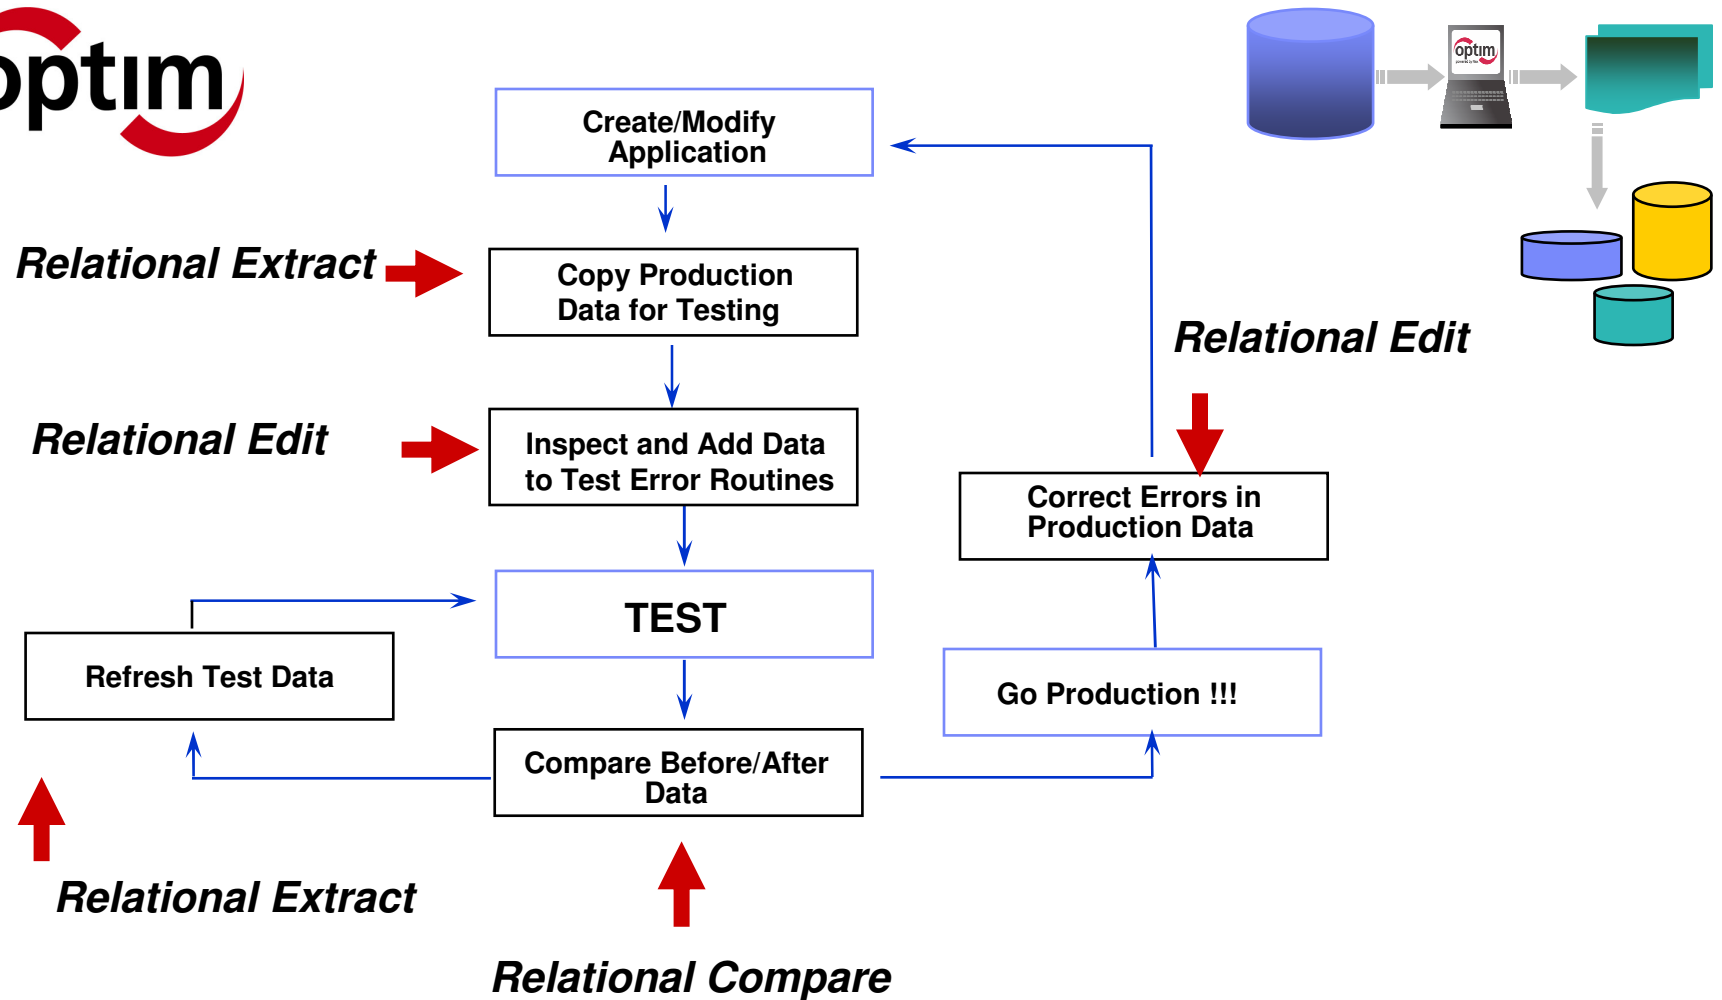 optim
optim
Create/Modify
Application
Relational Extract
Copy Production
Data for Testing
Relational Edit
Relational Edit
Inspect and Add Data
to Test Error Routines
Correct Errors in
Production Data
TEST
Refresh Test Data
Go Production !!!
Compare Before/After
Data
Relational Extract
Relational Compare